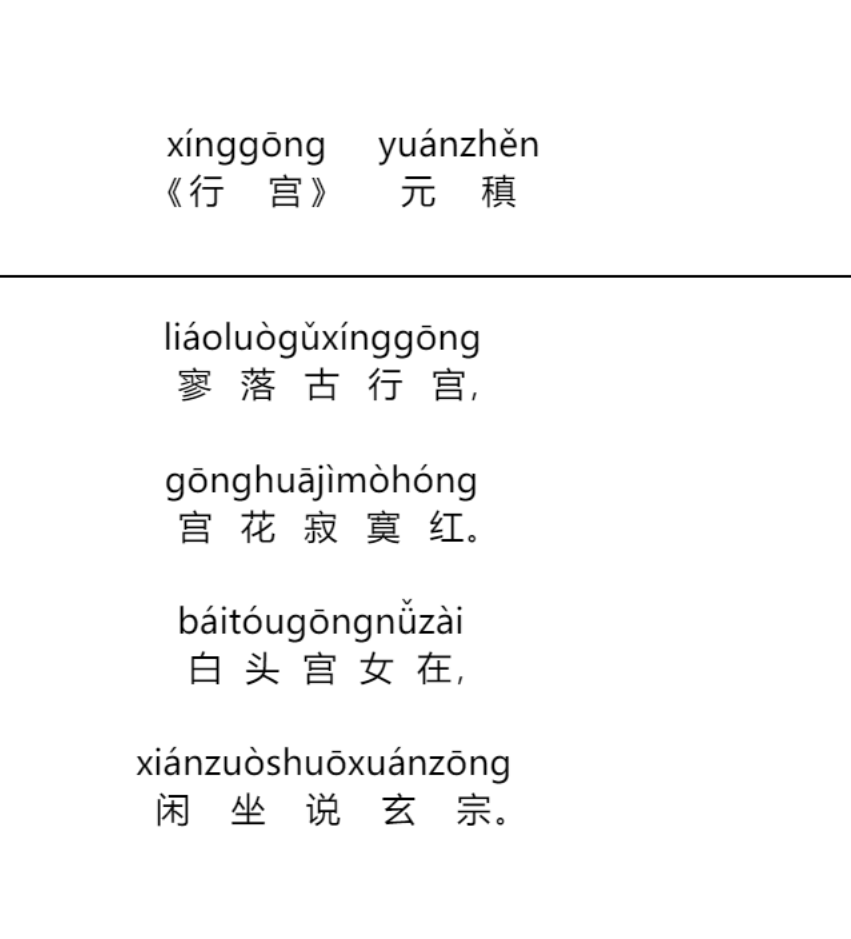 xínggōng yuánzhěn
《行宫》 元稹
liáoluògǔxínggōng
寥落古行宫,
gōnghuājìmòhóng
宫花寂寞红。
báitóugōngnǚzài
白头宫女在,
xiánzuòshuōxuánzōng
闲坐说玄宗。